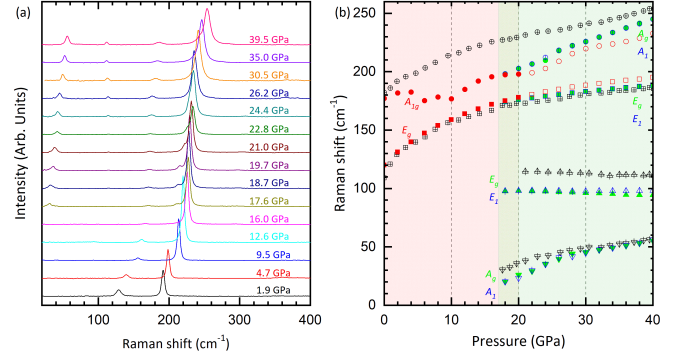 (a)
Intensity (Arb. Units)
39.5 GPa
35.0 GPa
30.5 GPa
26.2 GPa
24.4 GPa
22.8 GPa
21.0 GPa
19.7 GPa
18.7 GPa
17.6 GPa
16.0 GPa
12.6 GPa
9.5 GPa
4.7 GPa
1.9 GPa
100 200 300 400
Raman shift (cm⁻¹)
(b)
Raman shift (cm⁻¹)
250
200
150
100
50
0
A1g
Eg
Ag
A1
Eg
E1
Eg
E1
Ag
A1
0 10 20 30 40
Pressure (GPa)